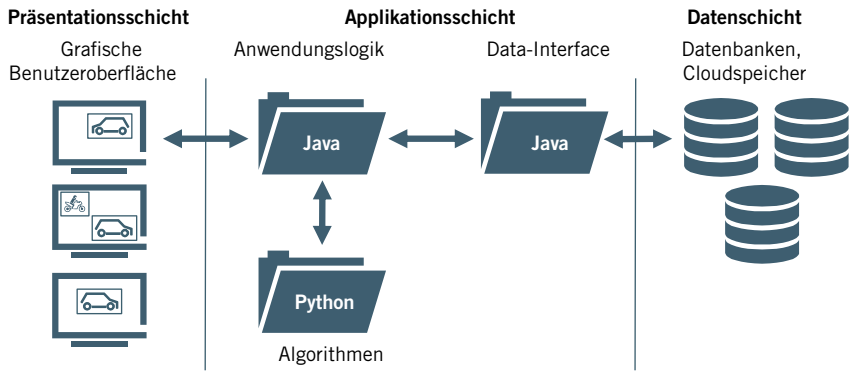 Präsentationsschicht
Applikationsschicht
Datenschicht
Grafische
Benutzeroberfläche
Anwendungslogik
Data-Interface
Datenbanken,
Cloudspeicher
Java
Java
Python
Algorithmen